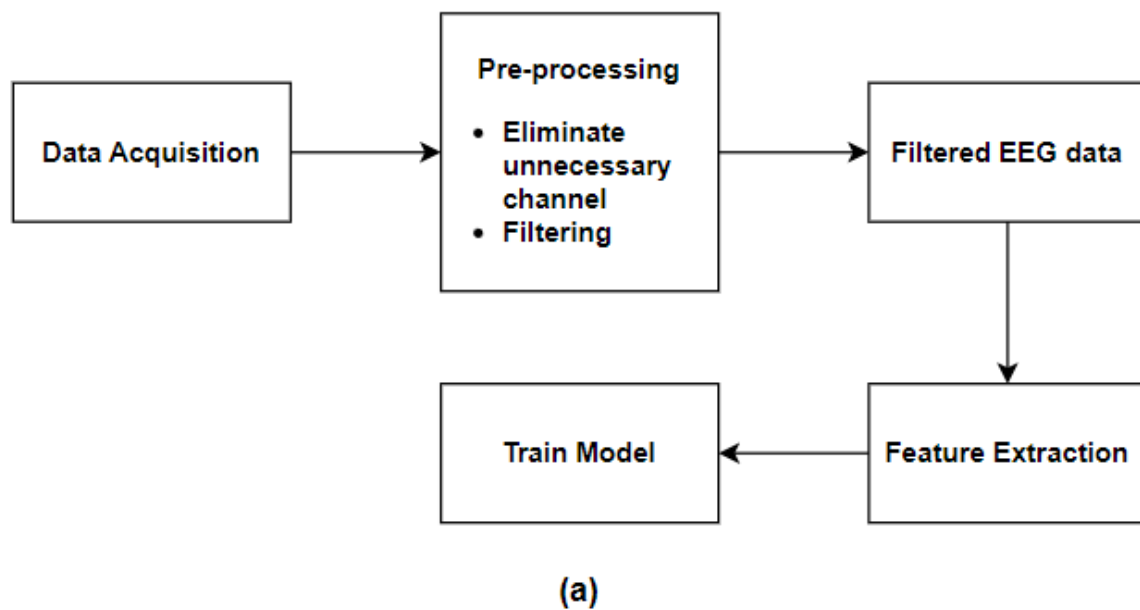 Data Acquisition
Pre-processing
• Eliminate
unnecessary
channel
• Filtering
Filtered EEG data
Feature Extraction
Train Model
(a)